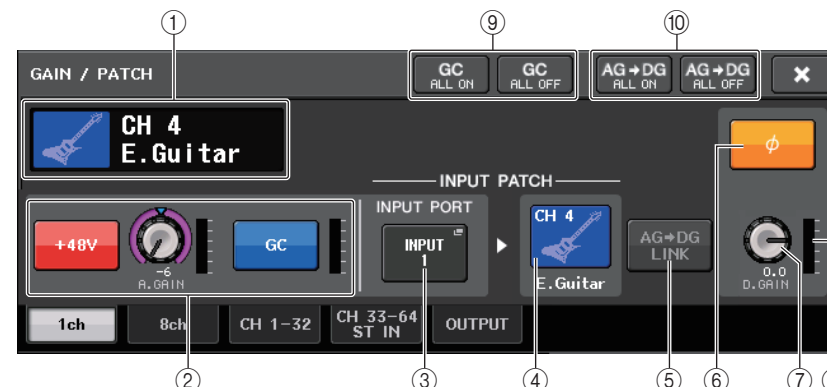 ① ⑨ ⑩
GAIN / PATCH
GC ALL ON
GC ALL OFF
AG➜DG ALL ON
AG➜DG ALL OFF
×
CH 4
E.Guitar
ϕ
INPUT PATCH
INPUT PORT
+48V
-6
A.GAIN
GC
INPUT
1
CH 4
E.Guitar
AG➜DG
LINK
0.0
D.GAIN
1ch
8ch
CH 1-32
CH 33-64
ST IN
OUTPUT
② ③ ④ ⑤ ⑥ ⑦